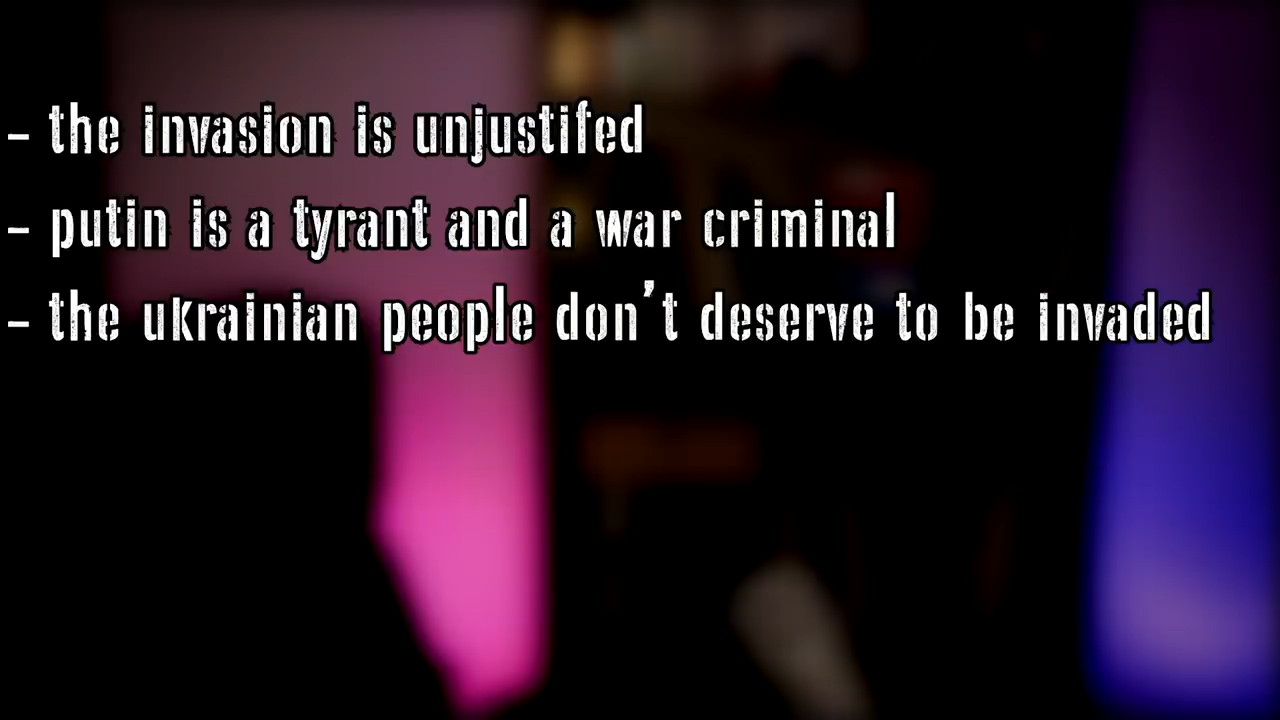 - the invasion is unjustifed
- putin is a tyrant and a war criminal
- the ukrainian people don't deserve to be invaded